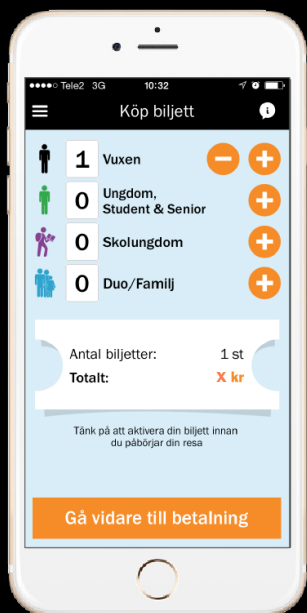 Tele2 3G 10:32
Köp biljett
1 Vuxen
0 Ungdom,
Student & Senior
0 Skolungdom
0 Duo/Familj
Antal biljetter: 1 st
Totalt: X kr
Tänk på att aktivera din biljett innan
du påbörjar din resa
Gå vidare till betalning